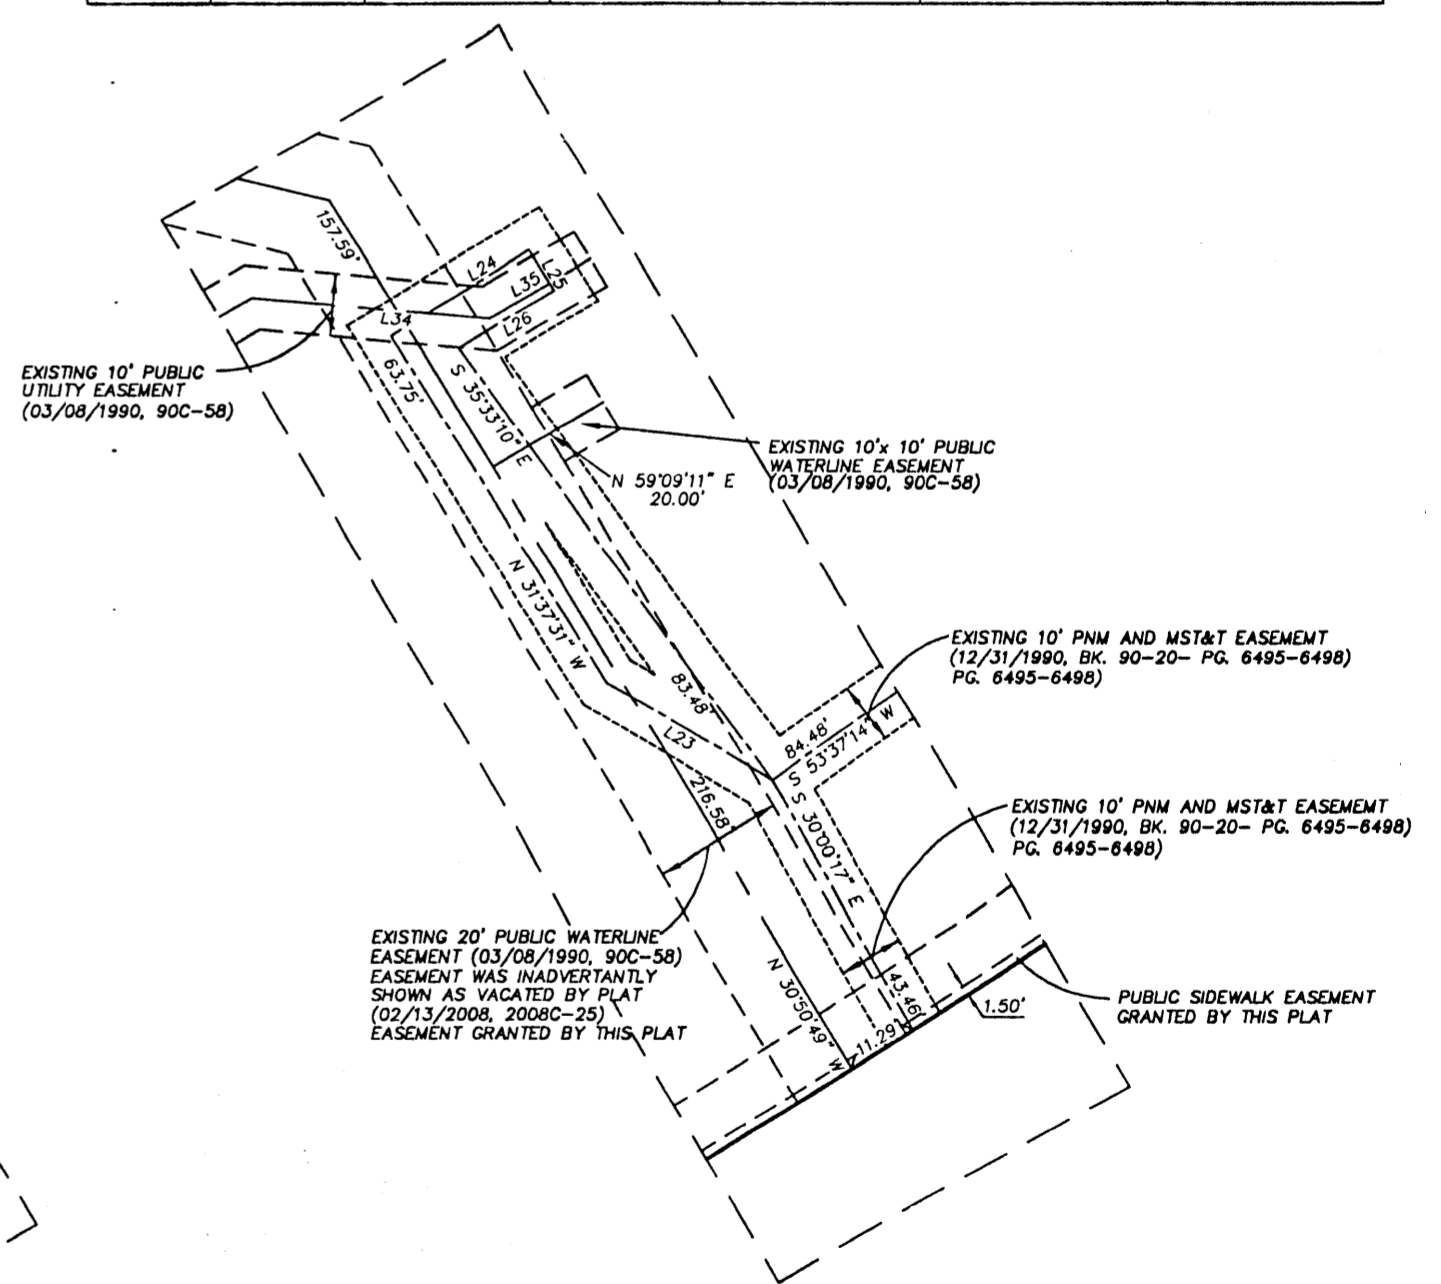 157.59'
L24
L25
L35
L26
L34
EXISTING 10' PUBLIC
UTILITY EASEMENT
(03/08/1990, 90C-58)
63.75'
S 35°33'10" E
EXISTING 10'x 10' PUBLIC
WATERLINE EASEMENT
(03/08/1990, 90C-58)
N 59°09'11" E
20.00'
N 31°37'31" W
EXISTING 10' PNM AND MST&T EASEMEMT
(12/31/1990, BK. 90-20- PG. 6495-6498)
PG. 6495-6498)
83.48'
L23
84.48'
S 53°37'14" W
216.58'
S 30°00'17" E
EXISTING 10' PNM AND MST&T EASEMEMT
(12/31/1990, BK. 90-20- PG. 6495-6498)
PG. 6495-6498)
EXISTING 20' PUBLIC WATERLINE
EASEMENT (03/08/1990, 90C-58)
EASEMENT WAS INADVERTANTLY
SHOWN AS VACATED BY PLAT
(02/13/2008, 2008C-25)
EASEMENT GRANTED BY THIS PLAT
N 30°50'49" W
43.46'
11.29'
1.50'
PUBLIC SIDEWALK EASEMENT
GRANTED BY THIS PLAT